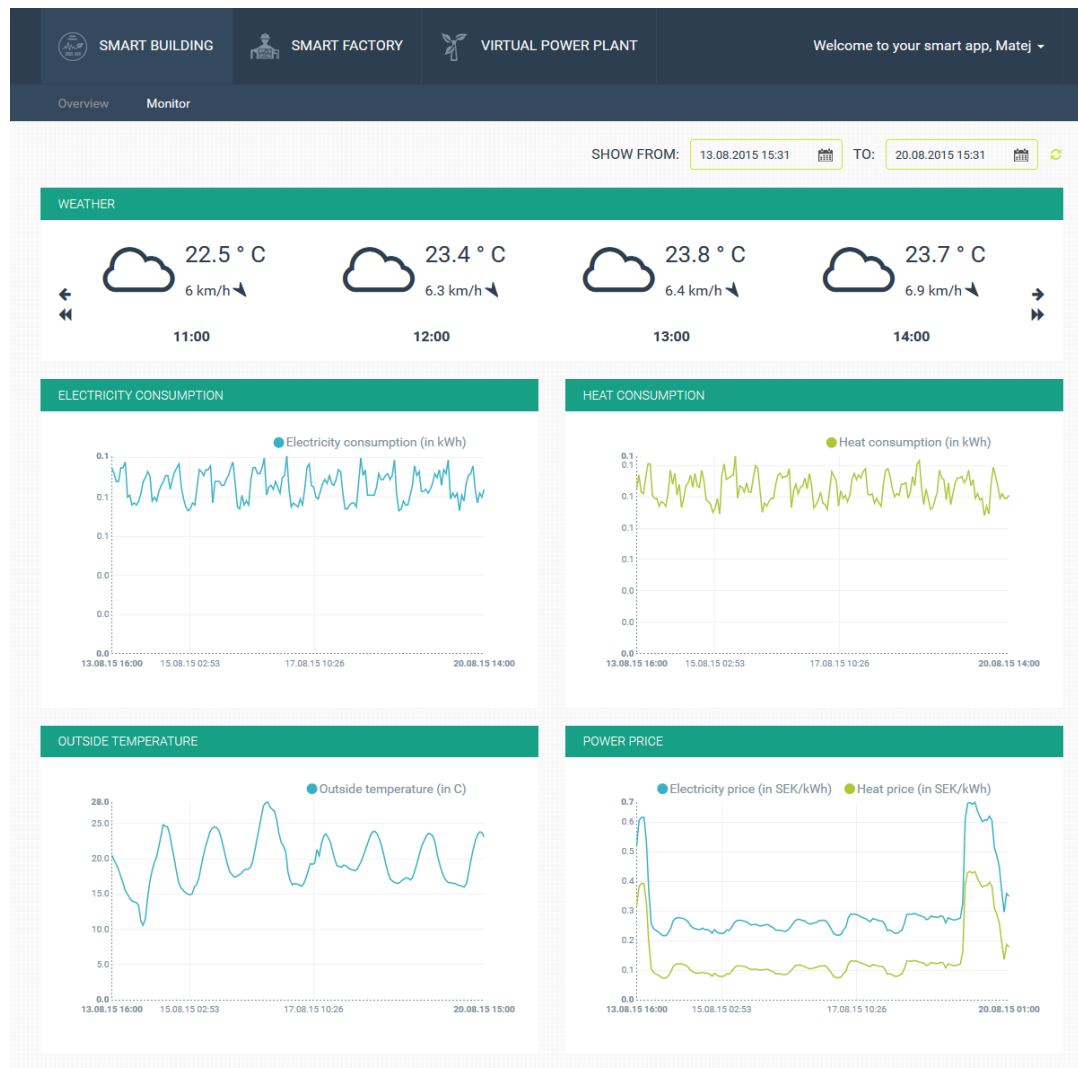 SMART BUILDING SMART FACTORY VIRTUAL POWER PLANT Welcome to your smart app, Matej
Overview Monitor
SHOW FROM: 13.08.2015 15:31 TO: 20.08.2015 15:31
WEATHER
22.5 ° C 23.4 ° C 23.8 ° C 23.7 ° C
6 km/h 6.3 km/h 6.4 km/h 6.9 km/h
11:00 12:00 13:00 14:00
ELECTRICITY CONSUMPTION
Electricity consumption (in kWh)
0.1
0.1
0.1
0.0
0.0
0.0
13.08.15 16:00 15.08.15 02:53 17.08.15 10:26 20.08.15 14:00
HEAT CONSUMPTION
Heat consumption (in kWh)
0.1
0.1
0.1
0.1
0.1
0.0
0.0
0.0
13.08.15 16:00 15.08.15 02:53 17.08.15 10:26 20.08.15 14:00
OUTSIDE TEMPERATURE
Outside temperature (in C)
28.0
25.0
20.0
15.0
10.0
5.0
0.0
13.08.15 16:00 15.08.15 02:53 17.08.15 10:26 20.08.15 15:00
POWER PRICE
Electricity price (in SEK/kWh) Heat price (in SEK/kWh)
0.7
0.6
0.5
0.4
0.3
0.2
0.1
0.0
13.08.15 16:00 15.08.15 02:53 17.08.15 10:26 20.08.15 01:00